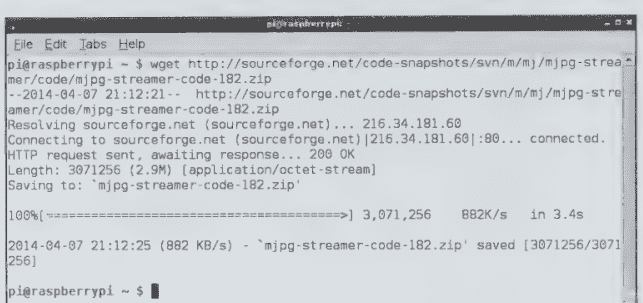 pi@raspberrypi: ~
File Edit Tabs Help
pi@raspberrypi ~ $ wget http://sourceforge.net/code-snapshots/svn/m/mj/mjpg-strea
mer/code/mjpg-streamer-code-182.zip
--2014-04-07 21:12:21-- http://sourceforge.net/code-snapshots/svn/m/mj/mjpg-stre
amer/code/mjpg-streamer-code-182.zip
Resolving sourceforge.net (sourceforge.net)... 216.34.181.60
Connecting to sourceforge.net (sourceforge.net)|216.34.181.60|:80... connected.
HTTP request sent, awaiting response... 200 OK
Length: 3071256 (2.9M) [application/octet-stream]
Saving to: `mjpg-streamer-code-182.zip'
100%[======================================>] 3,071,256 882K/s in 3.4s
2014-04-07 21:12:25 (882 KB/s) - `mjpg-streamer-code-182.zip' saved [3071256/3071
256]
pi@raspberrypi ~ $